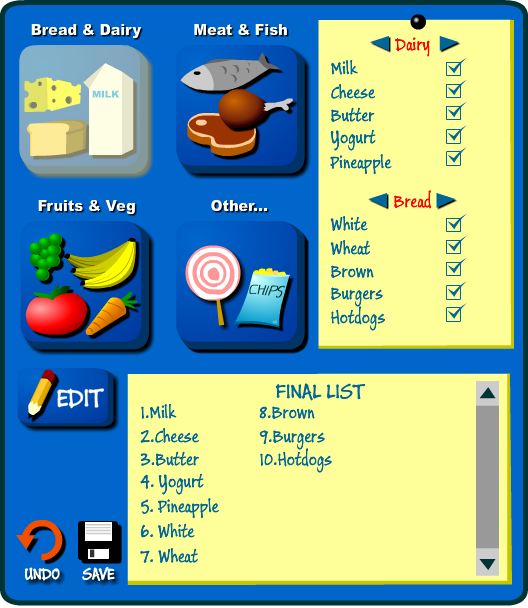 Bread & Dairy
Meat & Fish
MILK
Dairy
Milk
Cheese
Butter
Yogurt
Pineapple
Bread
White
Wheat
Brown
Burgers
Hotdogs
Fruits & Veg
Other...
CHIPS
EDIT
FINAL LIST
1.Milk
2.Cheese
3.Butter
4. Yogurt
5. Pineapple
6. White
7. Wheat
8.Brown
9.Burgers
10.Hotdogs
UNDO
SAVE